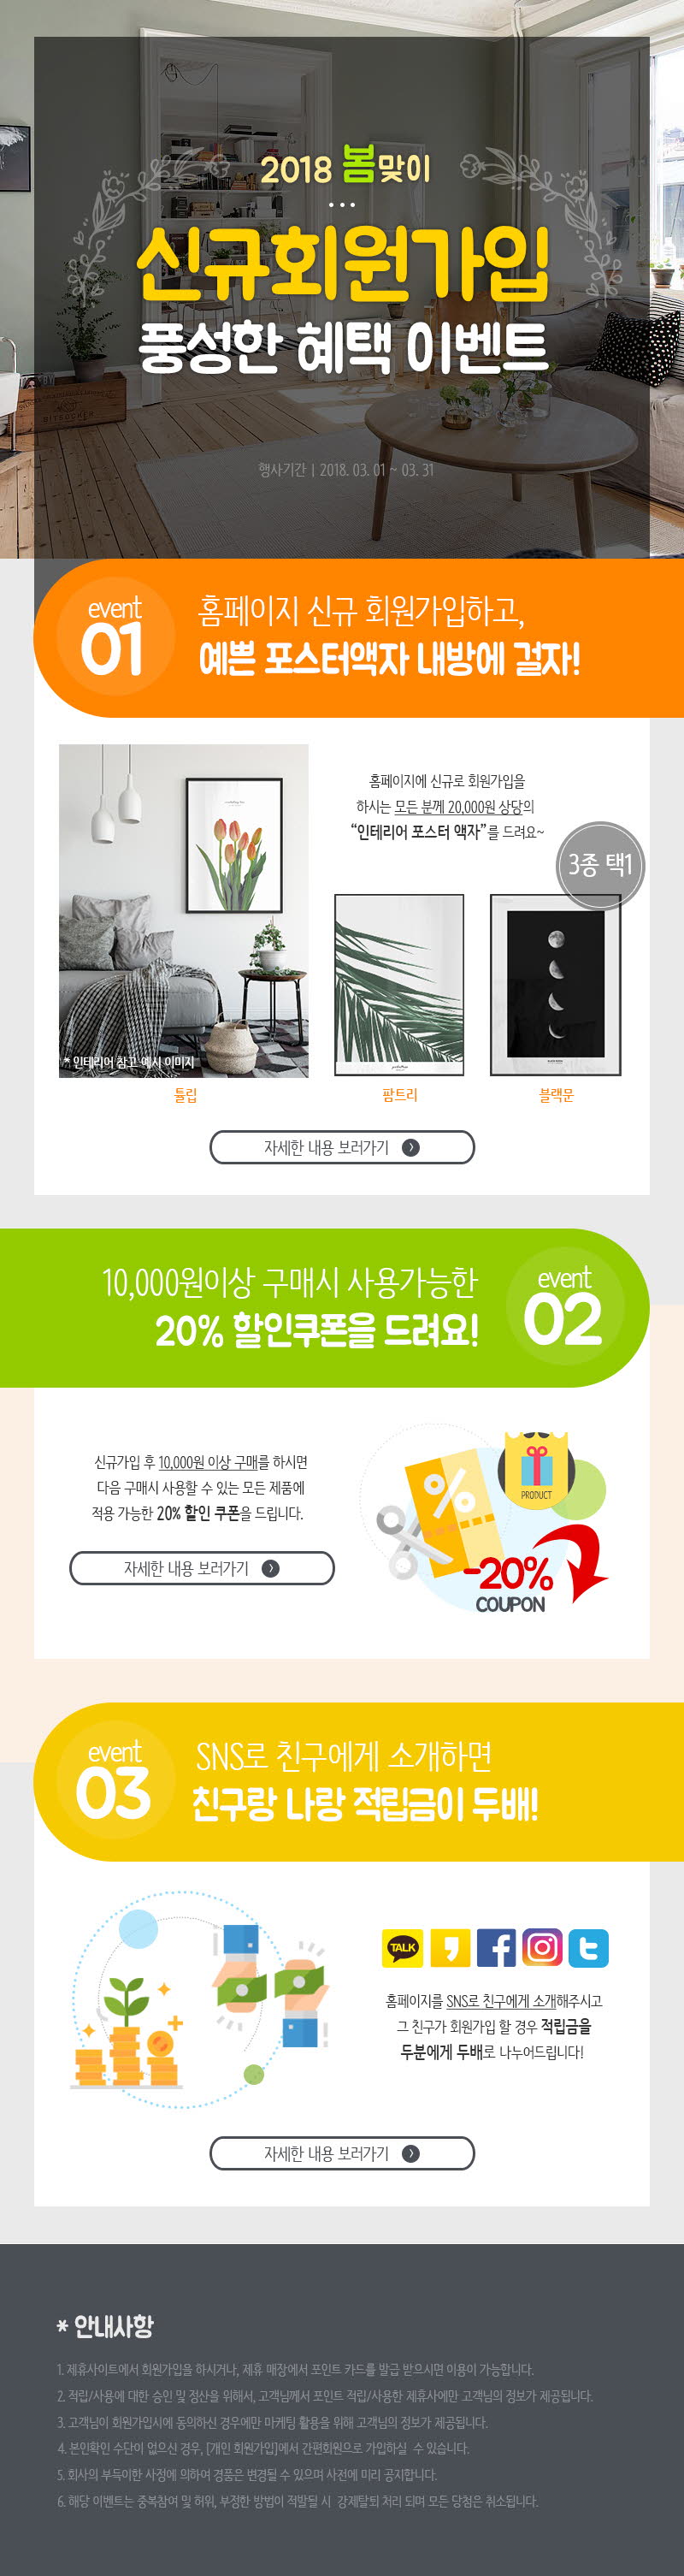 2018 봄맞이
신규회원가입
풍성한 혜택 이벤트
행사기간 | 2018. 03. 01 ~ 03. 31
event
01
홈페이지 신규 회원가입하고,
예쁜 포스터액자 내방에 걸자!
홈페이지에 신규로 회원가입을
하시는 모든 분께 20,000원 상당의
“인테리어 포스터 액자”를 드려요~
3종 택1
* 인테리어 참고 예시 이미지
튤립
팜트리
블랙문
자세한 내용 보러가기
10,000원이상 구매시 사용가능한
20% 할인쿠폰을 드려요!
event
02
신규가입 후 10,000원 이상 구매를 하시면
다음 구매시 사용할 수 있는 모든 제품에
적용 가능한 20% 할인 쿠폰을 드립니다.
자세한 내용 보러가기
%
PRODUCT
-20%
COUPON
event
03
SNS로 친구에게 소개하면
친구랑 나랑 적립금이 두배!
TALK
홈페이지를 SNS로 친구에게 소개해주시고
그 친구가 회원가입 할 경우 적립금을
두분에게 두배로 나누어드립니다!
자세한 내용 보러가기
* 안내사항
1. 제휴사이트에서 회원가입을 하시거나, 제휴 매장에서 포인트 카드를 발급 받으시면 이용이 가능합니다.
2. 적립/사용에 대한 승인 및 정산을 위해서, 고객님께서 포인트 적립/사용한 제휴사에만 고객님의 정보가 제공됩니다.
3. 고객님이 회원가입시에 동의하신 경우에만 마케팅 활용을 위해 고객님의 정보가 제공됩니다.
4. 본인확인 수단이 없으신 경우, [개인 회원가입]에서 간편회원으로 가입하실 수 있습니다.
5. 회사의 부득이한 사정에 의하여 경품은 변경될 수 있으며 사전에 미리 공지합니다.
6. 해당 이벤트는 중복참여 및 허위, 부정한 방법이 적발될 시 강제탈퇴 처리 되며 모든 당첨은 취소됩니다.